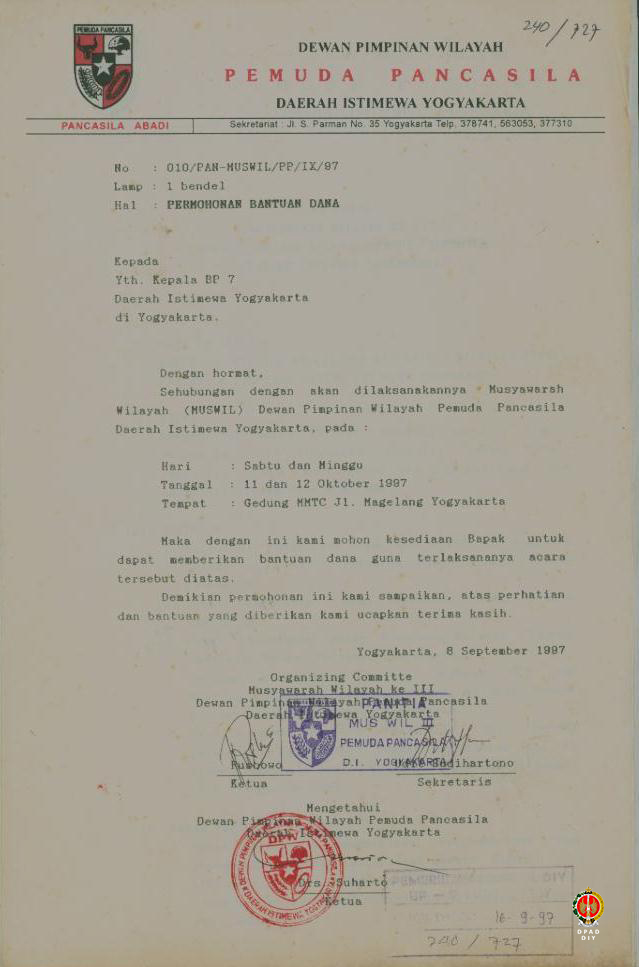 240/727
PEMUDA PANCASILA
DEWAN PIMPINAN WILAYAH
PEMUDA PANCASILA
DAERAH ISTIMEWA YOGYAKARTA
PANCASILA ABADI
Sekretariat : Jl. S. Parman No. 35 Yogyakarta Telp. 378741, 563053, 377310
No : 010/PAN-MUSWIL/PP/IX/97
Lamp : 1 bendel
Hal : PERMOHONAN BANTUAN DANA
Kepada
Yth. Kepala BP 7
Daerah Istimewa Yogyakarta
di Yogyakarta.
Dengan hormat,
Sehubungan dengan akan dilaksanakannya Musyawarah
Wilayah (MUSWIL) Dewan Pimpinan Wilayah Pemuda Pancasila
Daerah Istimewa Yogyakarta, pada :
Hari : Sabtu dan Minggu
Tanggal : 11 dan 12 Oktober 1997
Tempat : Gedung MMTC Jl. Magelang Yogyakarta
Maka dengan ini kami mohon kesediaan Bapak untuk
dapat memberikan bantuan dana guna terlaksananya acara
tersebut diatas.
Demikian permohonan ini kami sampaikan, atas perhatian
dan bantuan yang diberikan kami ucapkan terima kasih.
Yogyakarta, 8 September 1997
Organizing Committe
Musyawarah Wilayah ke III
Dewan Pimpinan Wilayah Pemuda Pancasila
Daerah Istimewa Yogyakarta
PANITIA
MUS WIL III
PEMUDA PANCASILA
D.I. YOGYAKARTA
Ketua
Sekretaris
Mengetahui
Dewan Pimpinan Wilayah Pemuda Pancasila
Daerah Istimewa Yogyakarta
DPW
DAERAH ISTIMEWA YOGYAKARTA
Drs. Suharto
Ketua
16-9-97
240/727
DPAD
DIY